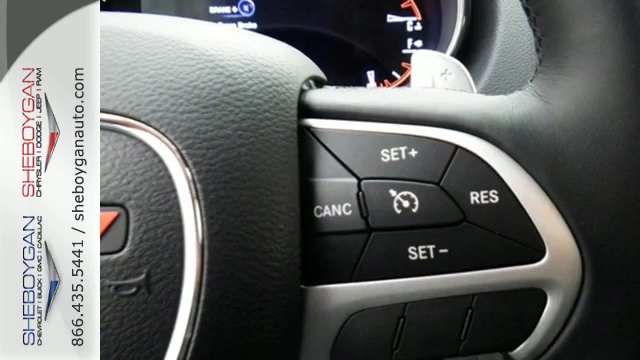 SHEBOYGAN
CHRYSLER | DODGE | JEEP | RAM
SHEBOYGAN
CHEVROLET | BUICK | GMC | CADILLAC
866.435.5441 / sheboyganauto.com
SET+
CANC
RES
SET−
E
F